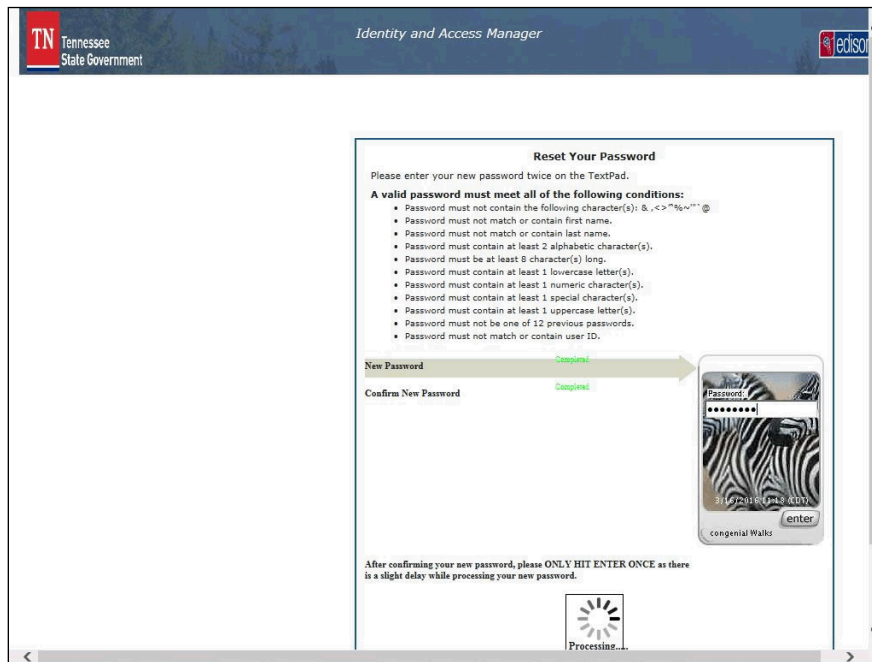 TN Tennessee
State Government
Identity and Access Manager
edison
Reset Your Password
Please enter your new password twice on the TextPad.
A valid password must meet all of the following conditions:
• Password must not contain the following character(s): & ,<>^%~'"`@
• Password must not match or contain first name.
• Password must not match or contain last name.
• Password must contain at least 2 alphabetic character(s).
• Password must be at least 8 character(s) long.
• Password must contain at least 1 lowercase letter(s).
• Password must contain at least 1 numeric character(s).
• Password must contain at least 1 special character(s).
• Password must contain at least 1 uppercase letter(s).
• Password must not be one of 12 previous passwords.
• Password must not match or contain user ID.
New Password Completed
Confirm New Password Completed
Password:
••••••••
3/16/2016 11:18 (CDT)
enter
congenial Walks
After confirming your new password, please ONLY HIT ENTER ONCE as there
is a slight delay while processing your new password.
Processing.....